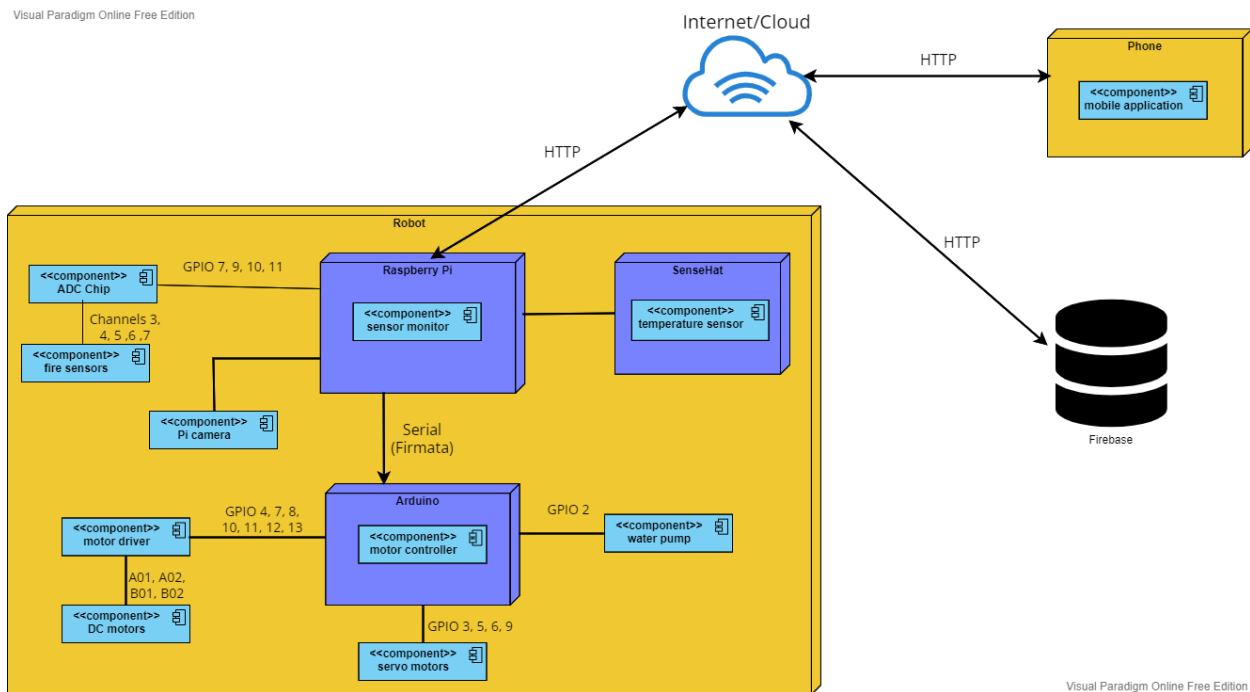 Visual Paradigm Online Free Edition
Internet/Cloud
HTTP
Phone
<<component>>
mobile application
HTTP
HTTP
Firebase
Robot
<<component>>
ADC Chip
GPIO 7, 9, 10, 11
Channels 3,
4, 5 ,6 ,7
<<component>>
fire sensors
Raspberry Pi
<<component>>
sensor monitor
SenseHat
<<component>>
temperature sensor
<<component>>
Pi camera
Serial
(Firmata)
Arduino
<<component>>
motor controller
GPIO 4, 7, 8,
10, 11, 12, 13
<<component>>
motor driver
A01, A02,
B01, B02
<<component>>
DC motors
GPIO 2
<<component>>
water pump
GPIO 3, 5, 6, 9
<<component>>
servo motors
Visual Paradigm Online Free Edition